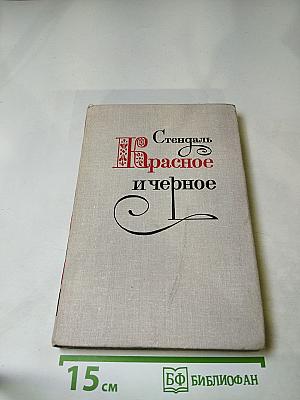 Стендаль
Красное
и черное
15 см
БФ БИБЛИОФАН